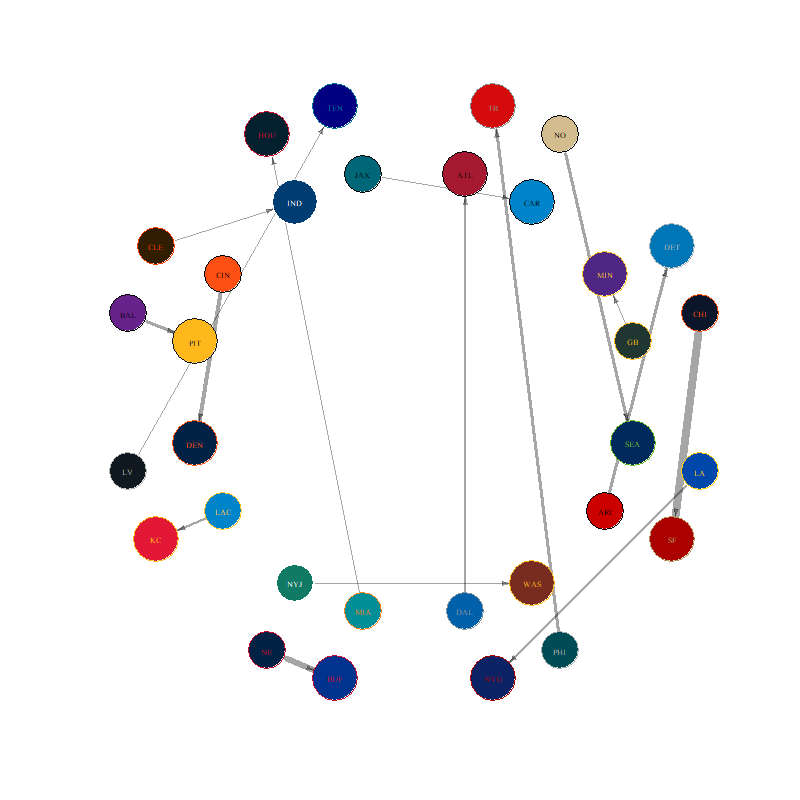 TEN
TB
HOU
NO
JAX
ATL
IND
CAR
CLE
DET
CIN
MIN
BAL
CHI
PIT
GB
DEN
SEA
LV
LA
LAC
ARI
KC
SF
NYJ
WAS
MIA
DAL
NE
PHI
BUF
NYG